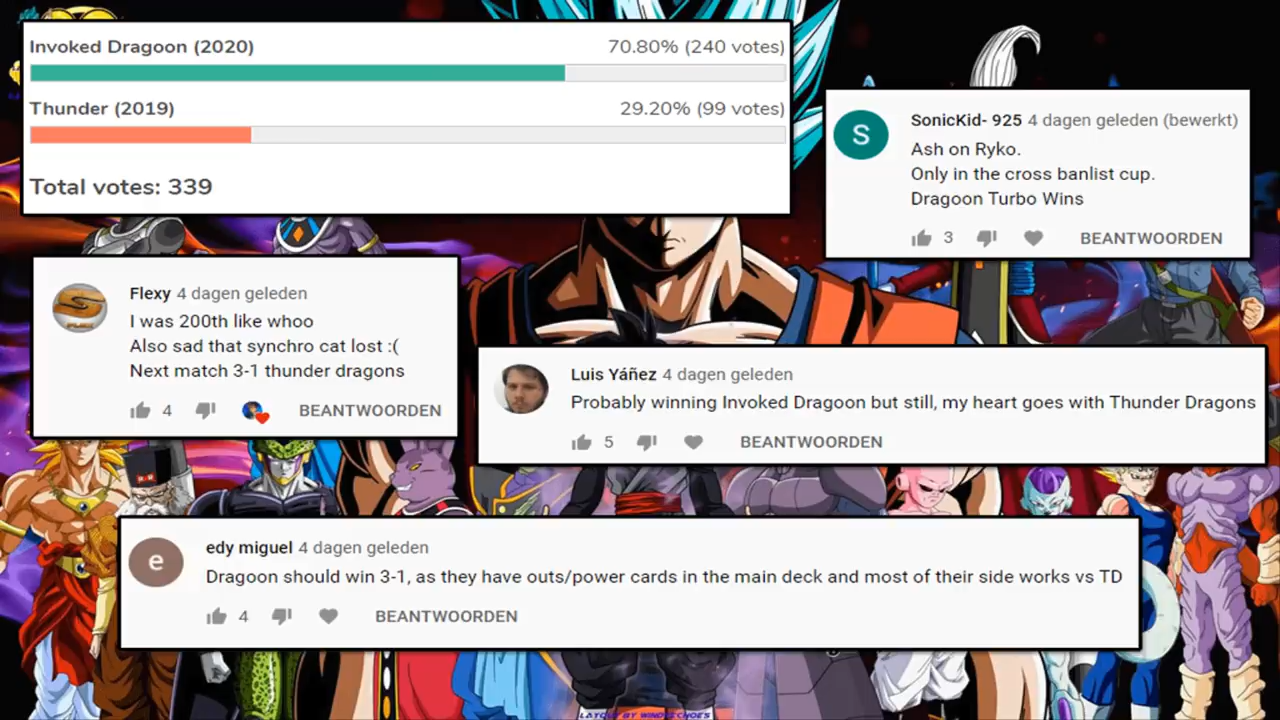 Invoked Dragoon (2020) 70.80% (240 votes)
Thunder (2019) 29.20% (99 votes)
Total votes: 339
S
SonicKid- 925 4 dagen geleden (bewerkt)
Ash on Ryko.
Only in the cross banlist cup.
Dragoon Turbo Wins
3 BEANTWOORDEN
Flexy 4 dagen geleden
I was 200th like whoo
Also sad that synchro cat lost :(
Next match 3-1 thunder dragons
4 BEANTWOORDEN
Luis Yáñez 4 dagen geleden
Probably winning Invoked Dragoon but still, my heart goes with Thunder Dragons
5 BEANTWOORDEN
e
edy miguel 4 dagen geleden
Dragoon should win 3-1, as they have outs/power cards in the main deck and most of their side works vs TD
4 BEANTWOORDEN
LAYOUT BY